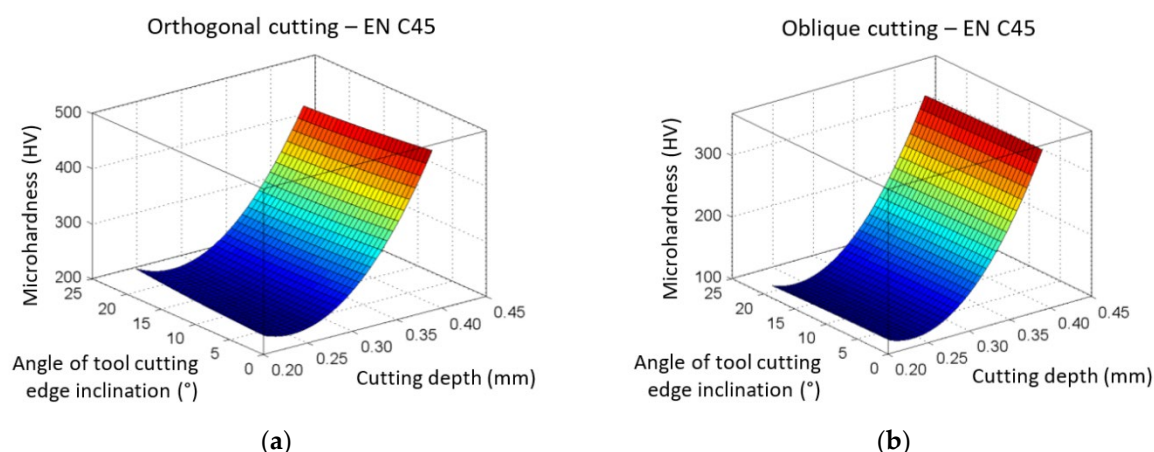 Orthogonal cutting – EN C45
500
400
300
200
Microhardness (HV)
25
20
15
10
5
0
Angle of tool cutting
edge inclination (°)
0.20
0.25
0.30
0.35
0.40
0.45
Cutting depth (mm)
(a)
Oblique cutting – EN C45
300
200
100
Microhardness (HV)
25
20
15
10
5
0
Angle of tool cutting
edge inclination (°)
0.20
0.25
0.30
0.35
0.40
0.45
Cutting depth (mm)
(b)